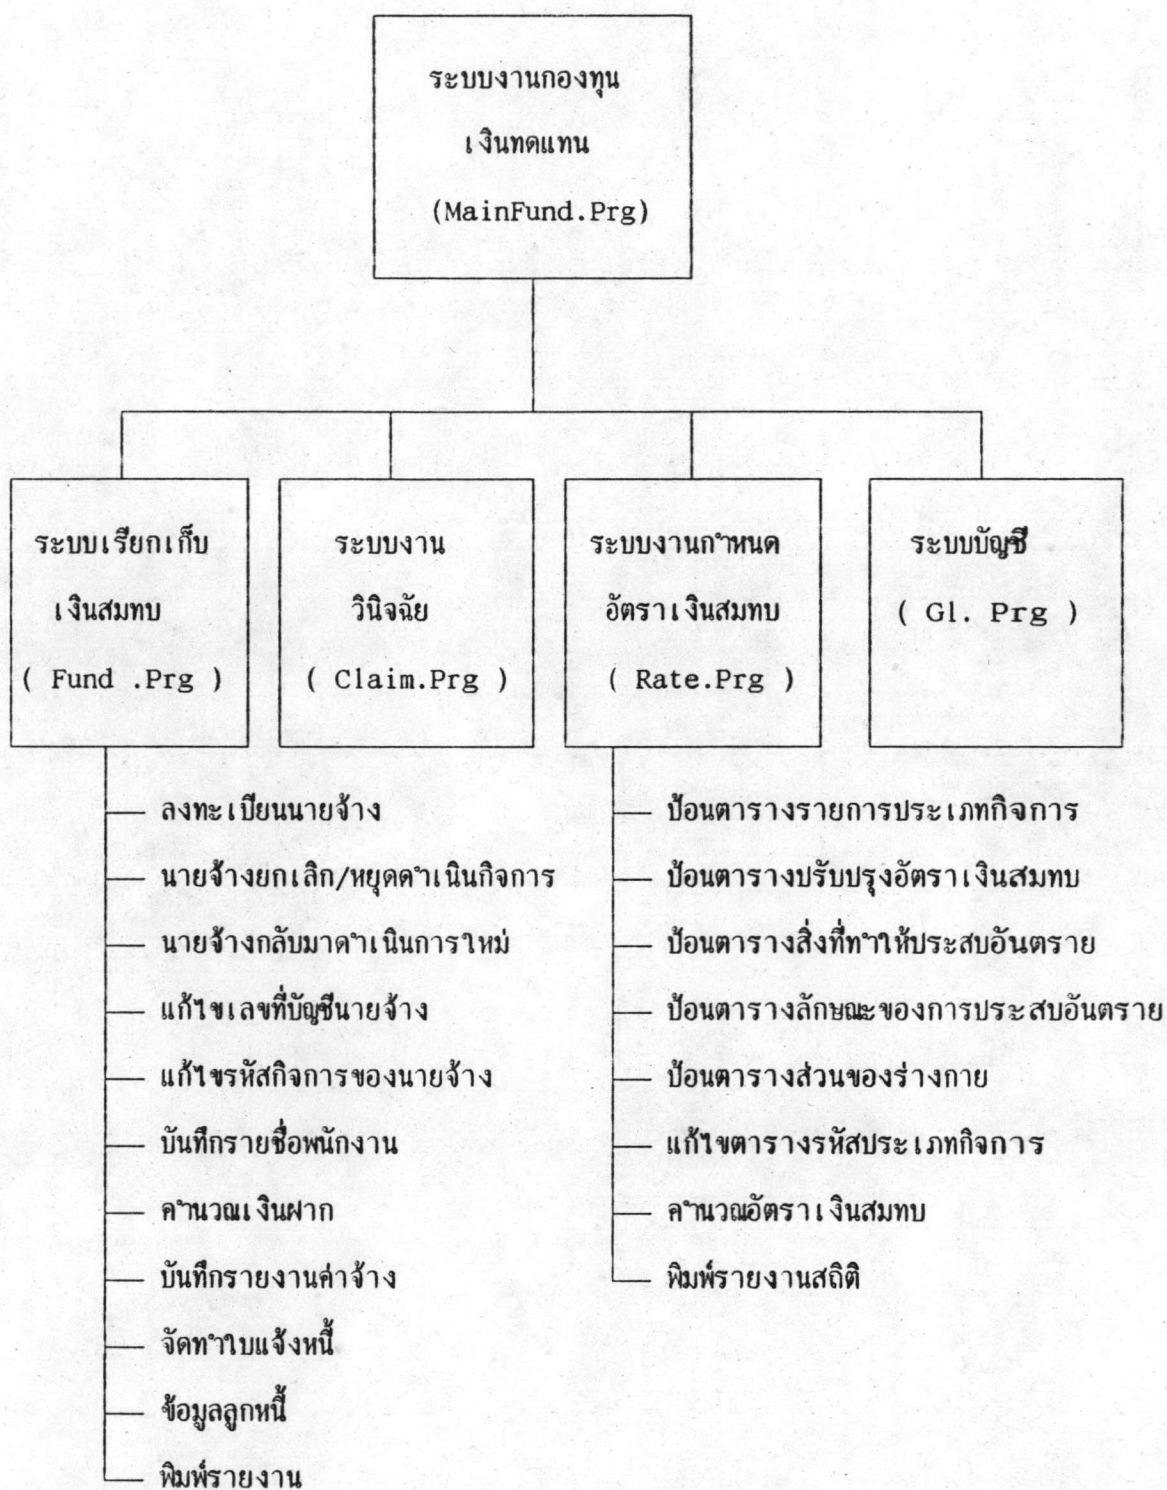 ระบบงานกองทุน
เงินทดแทน
(MainFund.Prg)
ระบบเรียกเก็บ
เงินสมทบ
( Fund .Prg )
ระบบงาน
วินิจฉัย
( Claim.Prg )
ระบบงานกำหนด
อัตราเงินสมทบ
( Rate.Prg )
ระบบบัญชี
( Gl. Prg )
ลงทะเบียนนายจ้าง
นายจ้างยกเลิก/หยุดดำเนินกิจการ
นายจ้างกลับมาดำเนินการใหม่
แก้ไขเลขที่บัญชีนายจ้าง
แก้ไขรหัสกิจการของนายจ้าง
บันทึกรายชื่อพนักงาน
คำนวณเงินฝาก
บันทึกรายงานค่าจ้าง
จัดทำใบแจ้งหนี้
ข้อมูลลูกหนี้
พิมพ์รายงาน
ป้อนตารางรายการประเภทกิจการ
ป้อนตารางปรับปรุงอัตราเงินสมทบ
ป้อนตารางสิ่งที่ทำให้ประสบอันตราย
ป้อนตารางลักษณะของการประสบอันตราย
ป้อนตารางส่วนของร่างกาย
แก้ไขตารางรหัสประเภทกิจการ
คำนวณอัตราเงินสมทบ
พิมพ์รายงานสถิติ